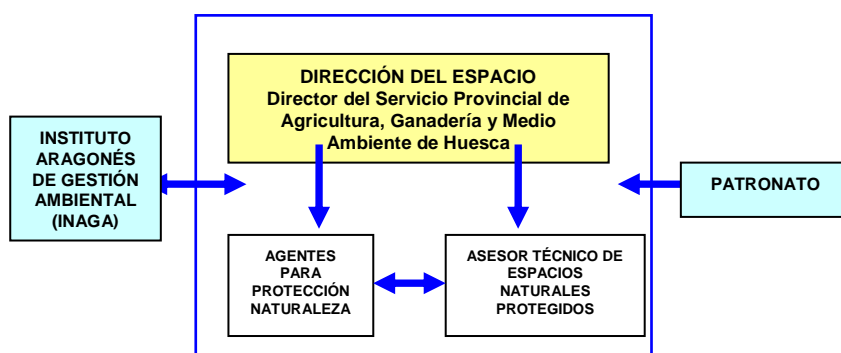 DIRECCIÓN DEL ESPACIO
Director del Servicio Provincial de
Agricultura, Ganadería y Medio
Ambiente de Huesca
INSTITUTO
ARAGONÉS
DE GESTIÓN
AMBIENTAL
(INAGA)
PATRONATO
AGENTES
PARA
PROTECCIÓN
NATURALEZA
ASESOR TÉCNICO DE
ESPACIOS
NATURALES
PROTEGIDOS